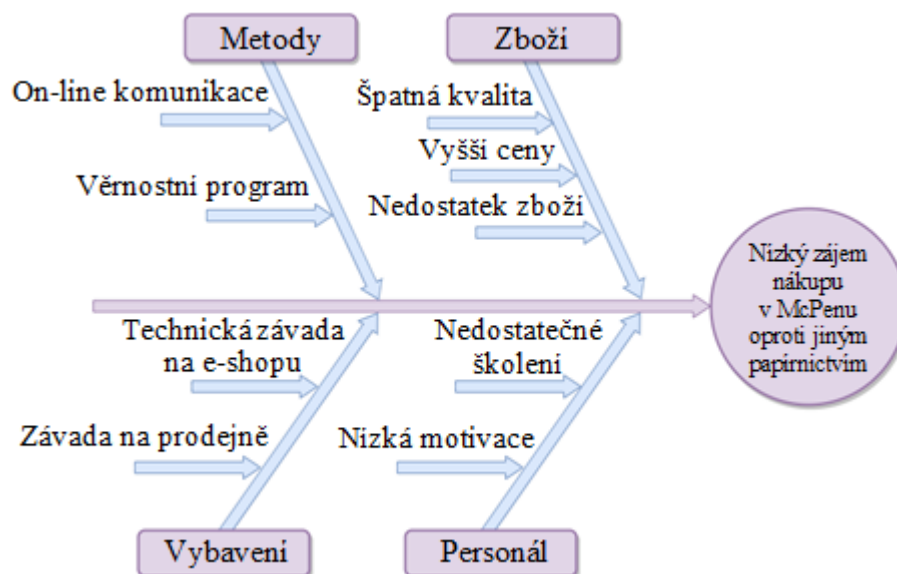 Metody
Zboží
On-line komunikace
Špatná kvalita
Vyšší ceny
Věrnostní program
Nedostatek zboží
Nízký zájem
nákupu
v McPenu
oproti jiným
papírnictvím
Technická závada
na e-shopu
Nedostatečné
školení
Závada na prodejně
Nízká motivace
Vybavení
Personál